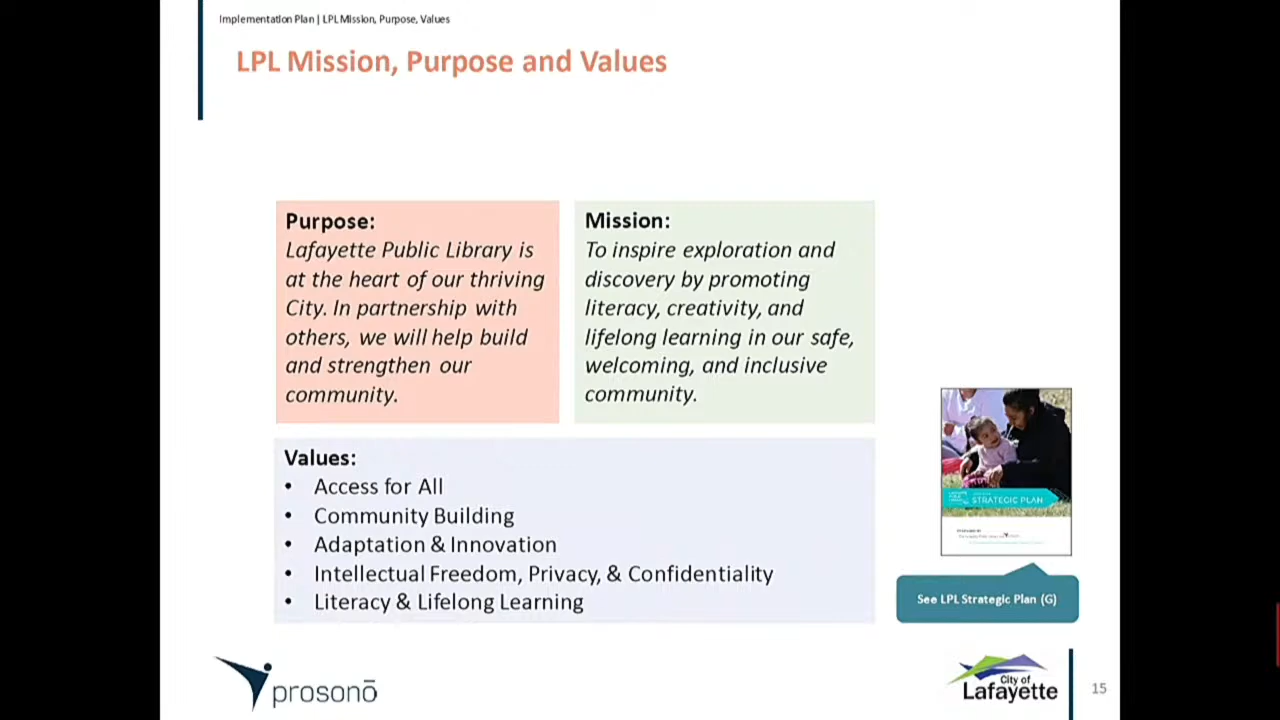 Implementation Plan | LPL Mission, Purpose, Values
LPL Mission, Purpose and Values
Purpose:
Lafayette Public Library is
at the heart of our thriving
City. In partnership with
others, we will help build
and strengthen our
community.
Mission:
To inspire exploration and
discovery by promoting
literacy, creativity, and
lifelong learning in our safe,
welcoming, and inclusive
community.
Values:
• Access for All
• Community Building
• Adaptation & Innovation
• Intellectual Freedom, Privacy, & Confidentiality
• Literacy & Lifelong Learning
STRATEGIC PLAN
See LPL Strategic Plan (G)
prosonō
City of
Lafayette
15